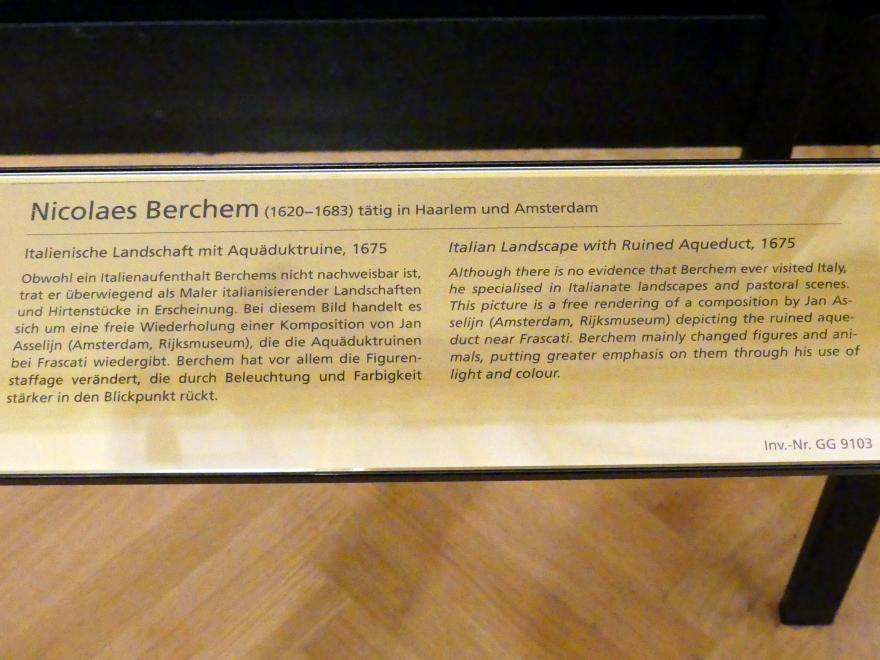 Nicolaes Berchem (1620–1683) tätig in Haarlem und Amsterdam
Italienische Landschaft mit Aquäduktruine, 1675
Obwohl ein Italienaufenthalt Berchems nicht nachweisbar ist,
trat er überwiegend als Maler italianisierender Landschaften
und Hirtenstücke in Erscheinung. Bei diesem Bild handelt es
sich um eine freie Wiederholung einer Komposition von Jan
Asselijn (Amsterdam, Rijksmuseum), die die Aquäduktruinen
bei Frascati wiedergibt. Berchem hat vor allem die Figuren-
staffage verändert, die durch Beleuchtung und Farbigkeit
stärker in den Blickpunkt rückt.
Italian Landscape with Ruined Aqueduct, 1675
Although there is no evidence that Berchem ever visited Italy,
he specialised in Italianate landscapes and pastoral scenes.
This picture is a free rendering of a composition by Jan As-
selijn (Amsterdam, Rijksmuseum) depicting the ruined aque-
duct near Frascati. Berchem mainly changed figures and ani-
mals, putting greater emphasis on them through his use of
light and colour.
Inv.-Nr. GG 9103